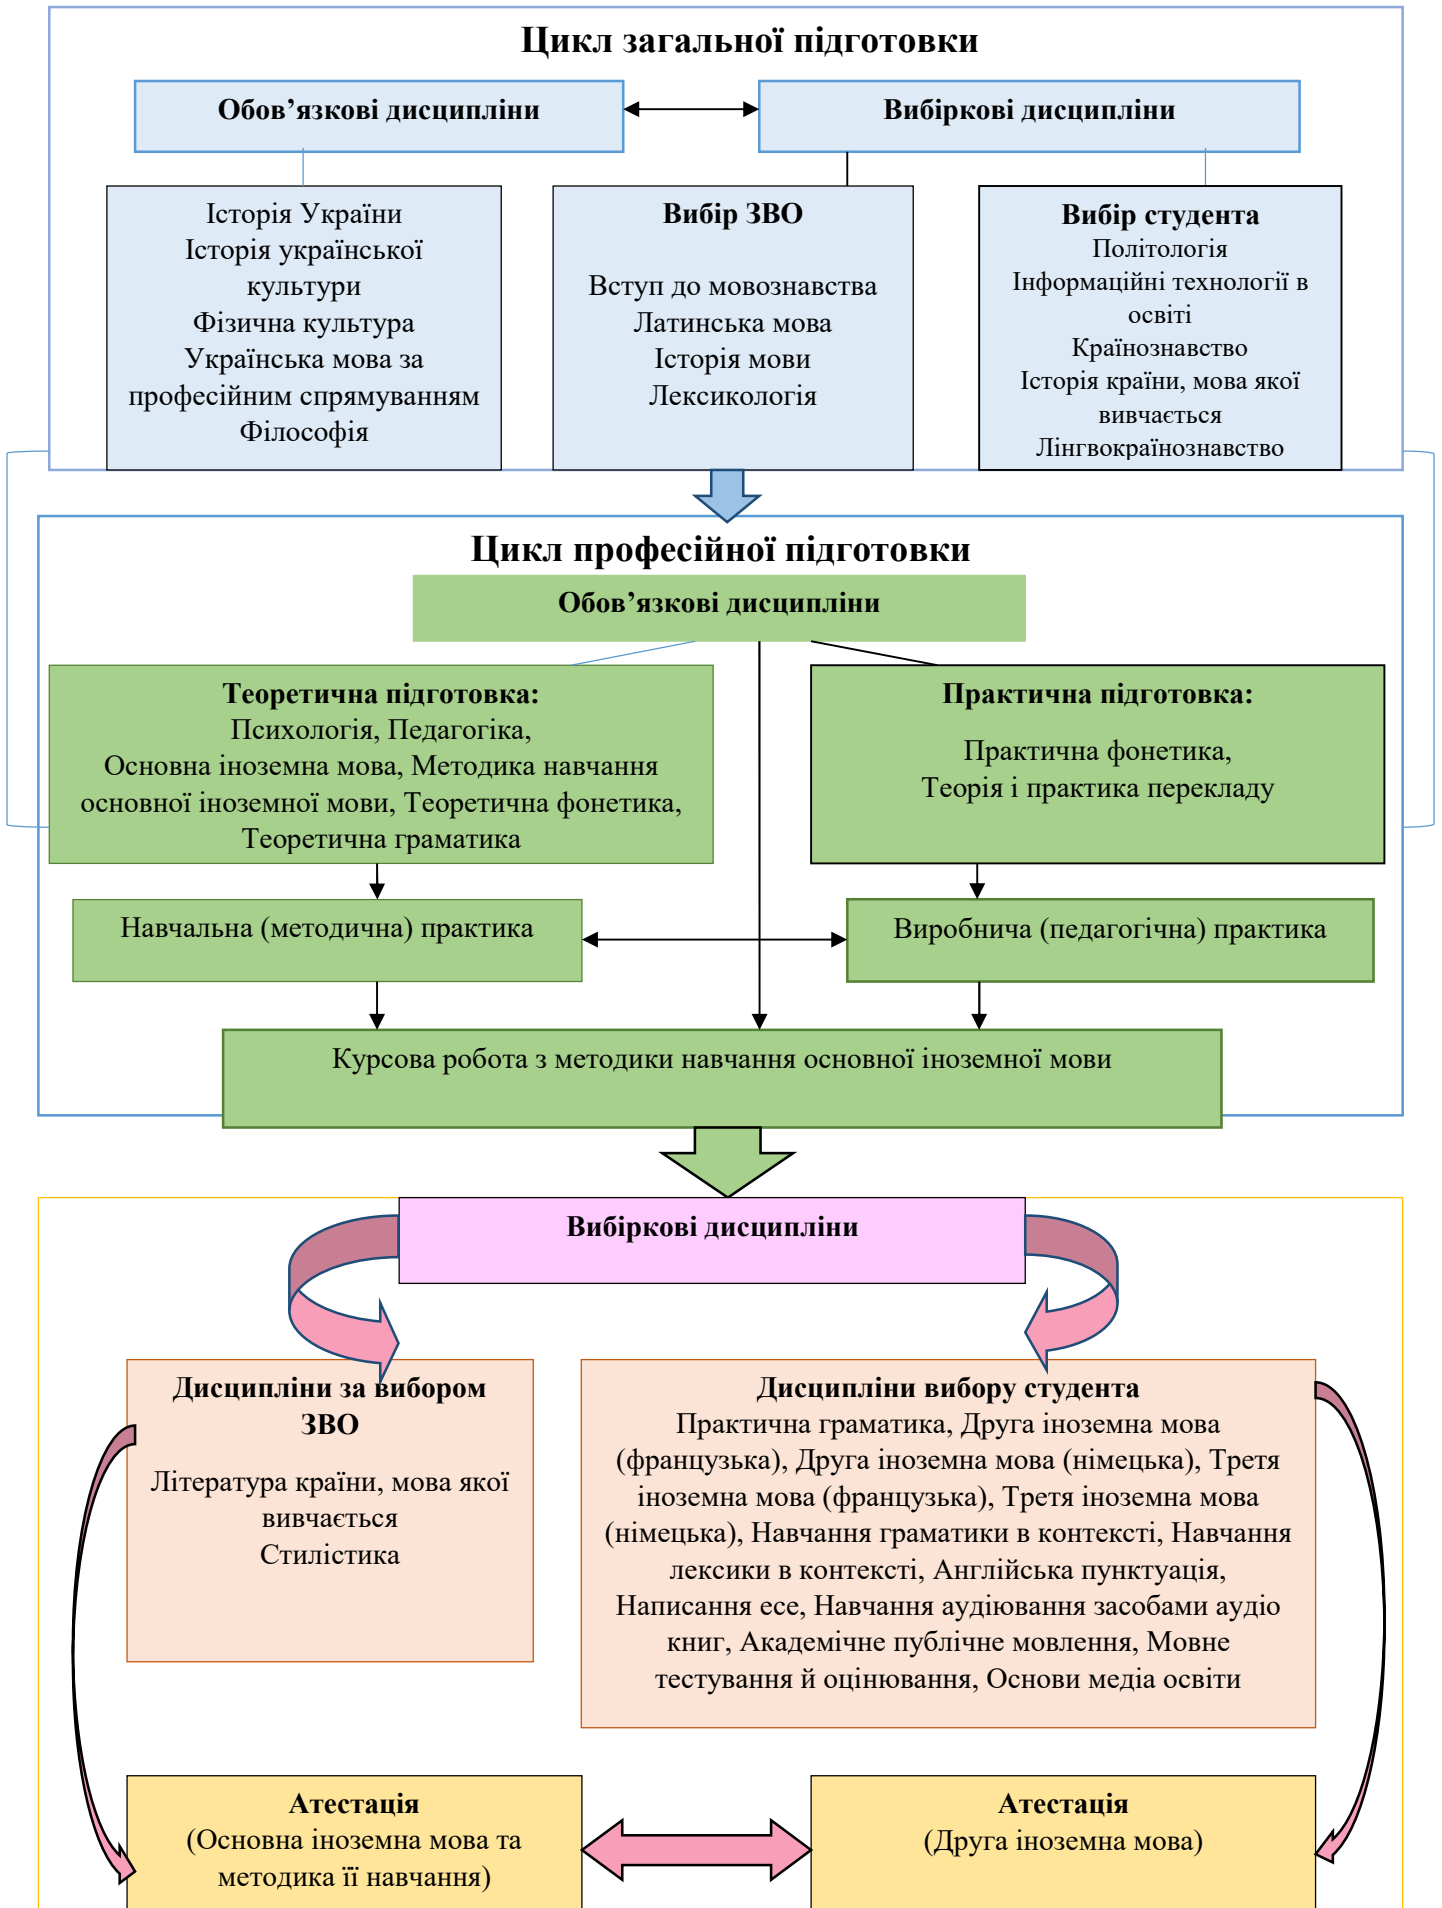 Цикл загальної підготовки
Обов’язкові дисципліни
Вибіркові дисципліни
Історія України
Історія української
культури
Фізична культура
Українська мова за
професійним спрямуванням
Філософія
Вибір ЗВО
Вступ до мовознавства
Латинська мова
Історія мови
Лексикологія
Вибір студента
Політологія
Інформаційні технології в
освіті
Країнознавство
Історія країни, мова якої
вивчається
Лінгвокраїнознавство
Цикл професійної підготовки
Обов’язкові дисципліни
Теоретична підготовка:
Психологія, Педагогіка,
Основна іноземна мова, Методика навчання
основної іноземної мови, Теоретична фонетика,
Теоретична граматика
Практична підготовка:
Практична фонетика,
Теорія і практика перекладу
Навчальна (методична) практика
Виробнича (педагогічна) практика
Курсова робота з методики навчання основної іноземної мови
Вибіркові дисципліни
Дисципліни за вибором
ЗВО
Література країни, мова якої
вивчається
Стилістика
Дисципліни вибору студента
Практична граматика, Друга іноземна мова
(французька), Друга іноземна мова (німецька), Третя
іноземна мова (французька), Третя іноземна мова
(німецька), Навчання граматики в контексті, Навчання
лексики в контексті, Англійська пунктуація,
Написання есе, Навчання аудіювання засобами аудіо
книг, Академічне публічне мовлення, Мовне
тестування й оцінювання, Основи медіа освіти
Атестація
(Основна іноземна мова та
методика її навчання)
Атестація
(Друга іноземна мова)